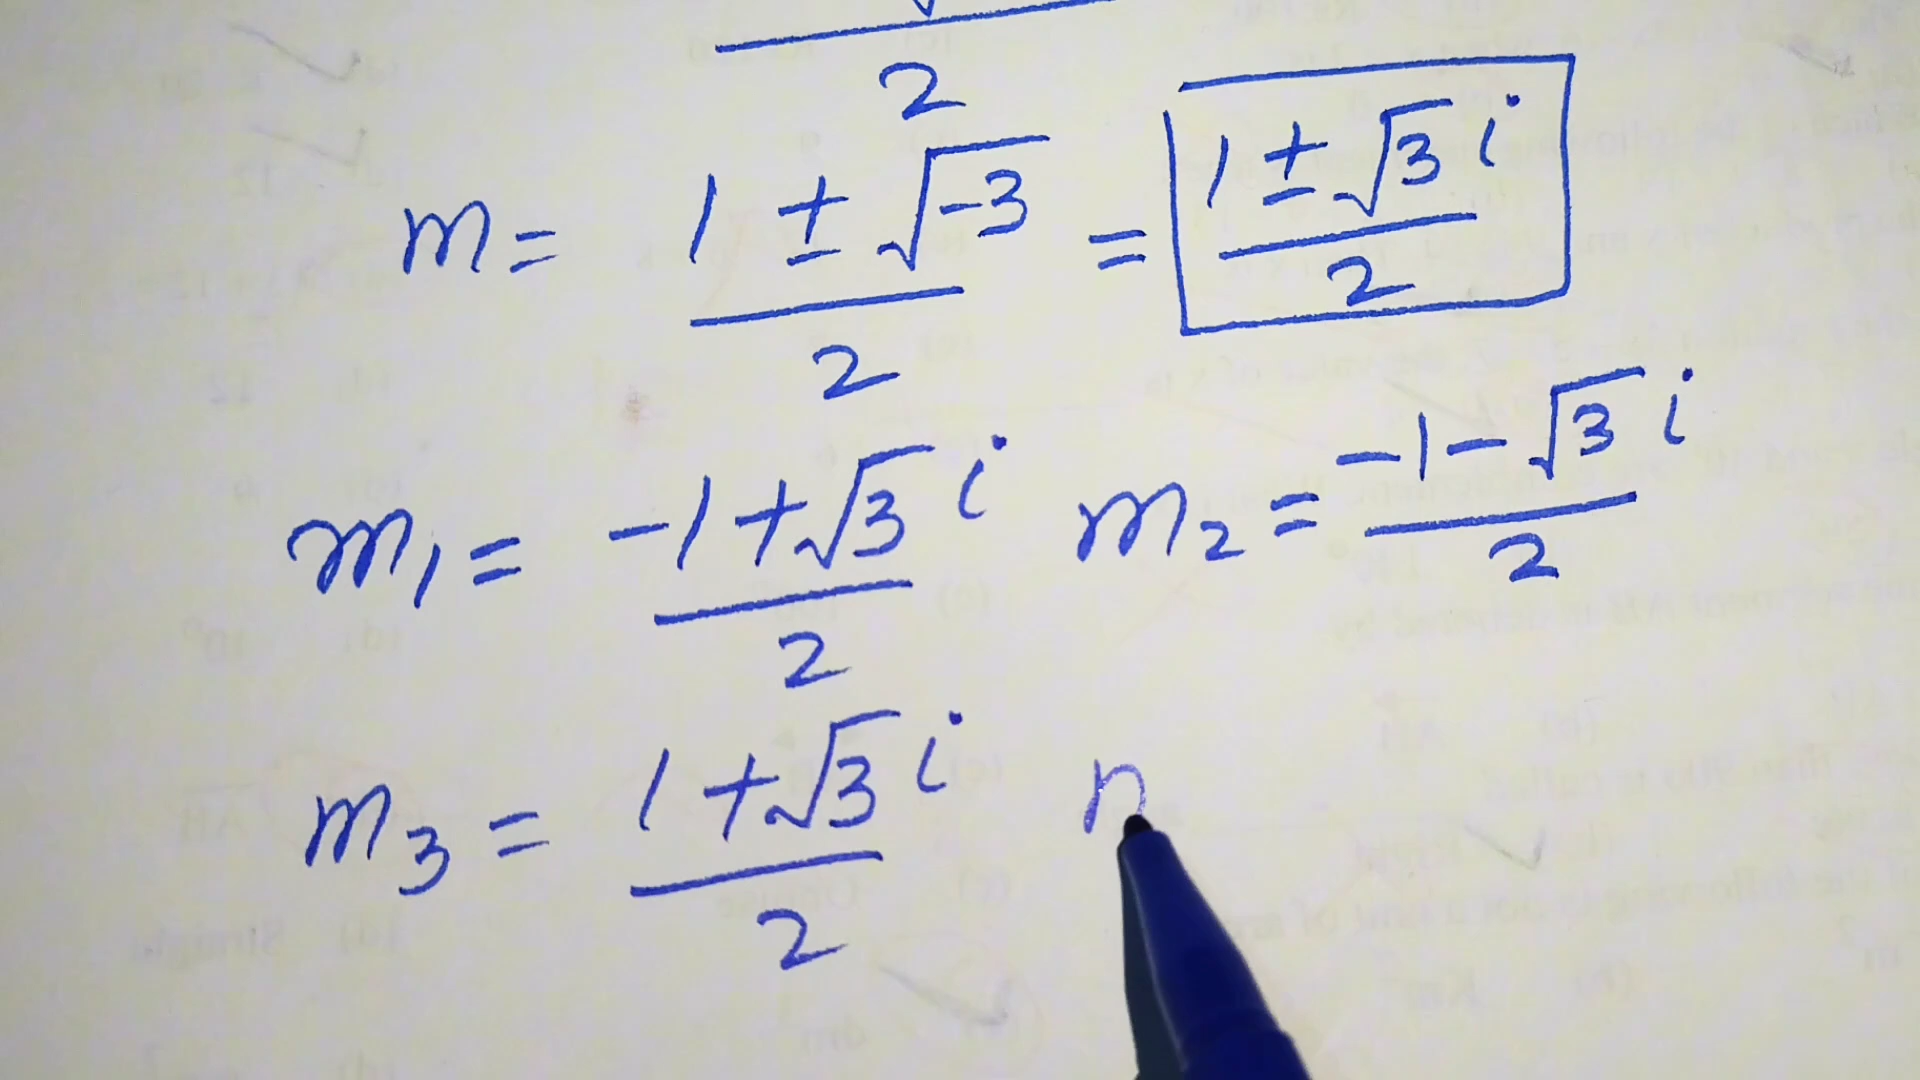 2
m = (1 ± √-3)/2 = (1 ± √3 i)/2
m₁ = (-1 + √3 i)/2 m₂ = (-1 - √3 i)/2
m₃ = (1 + √3 i)/2